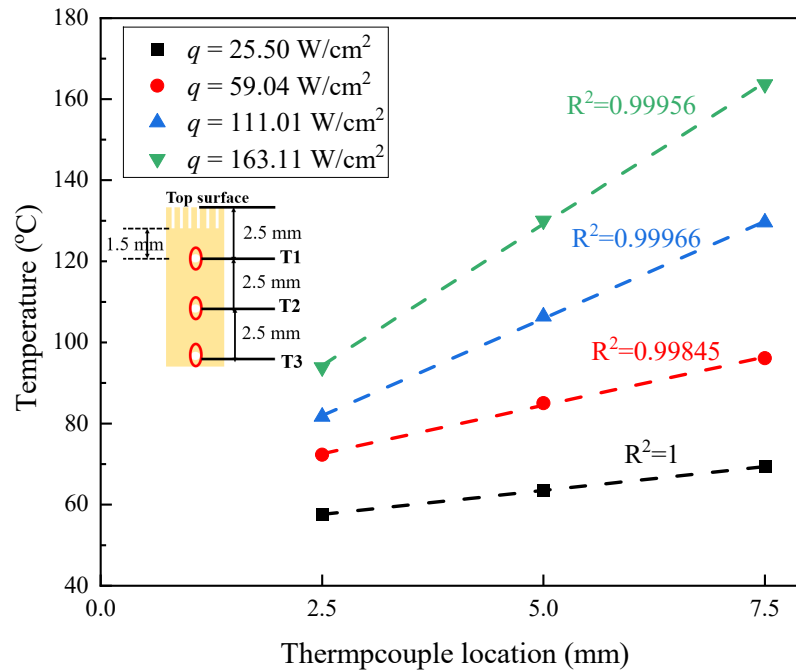 180
160
140
120
100
80
60
40
Temperature (°C)
q = 25.50 W/cm²
q = 59.04 W/cm²
q = 111.01 W/cm²
q = 163.11 W/cm²
R²=0.99956
R²=0.99966
R²=0.99845
R²=1
Top surface
1.5 mm
2.5 mm
T1
2.5 mm
T2
2.5 mm
T3
0.0
2.5
5.0
7.5
Thermpcouple location (mm)